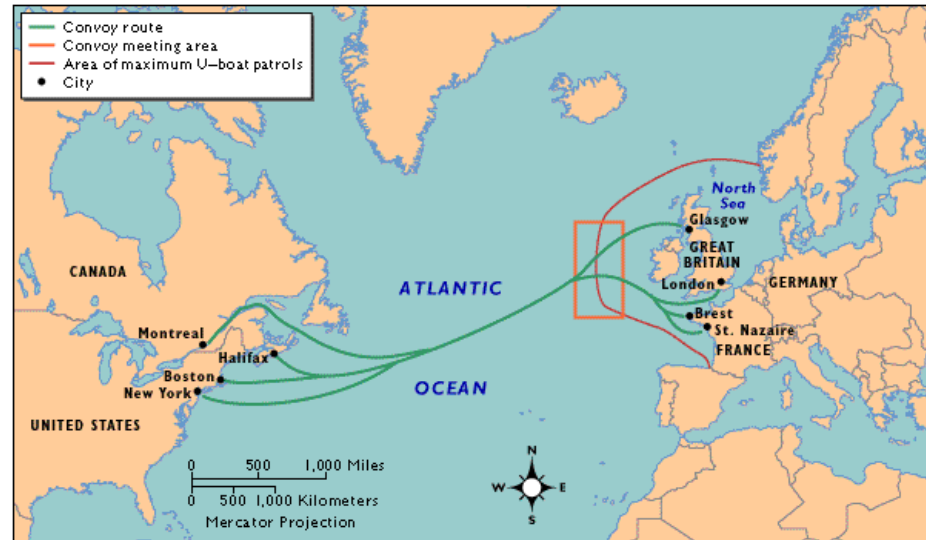 Convoy route
Convoy meeting area
Area of maximum U–boat patrols
City
North
Sea
Glasgow
GREAT
BRITAIN
London
GERMANY
CANADA
ATLANTIC
Brest
St. Nazaire
FRANCE
Montreal
Halifax
Boston
New York
OCEAN
UNITED STATES
0 500 1,000 Miles
0 500 1,000 Kilometers
Mercator Projection
N
W E
S